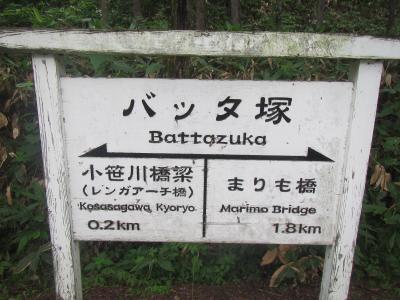 バッタ塚
Battazuka
小笹川橋梁
(レンガアーチ橋)
Kosasagawa Kyoryo
0.2km
まりも橋
Marimo Bridge
1.8km